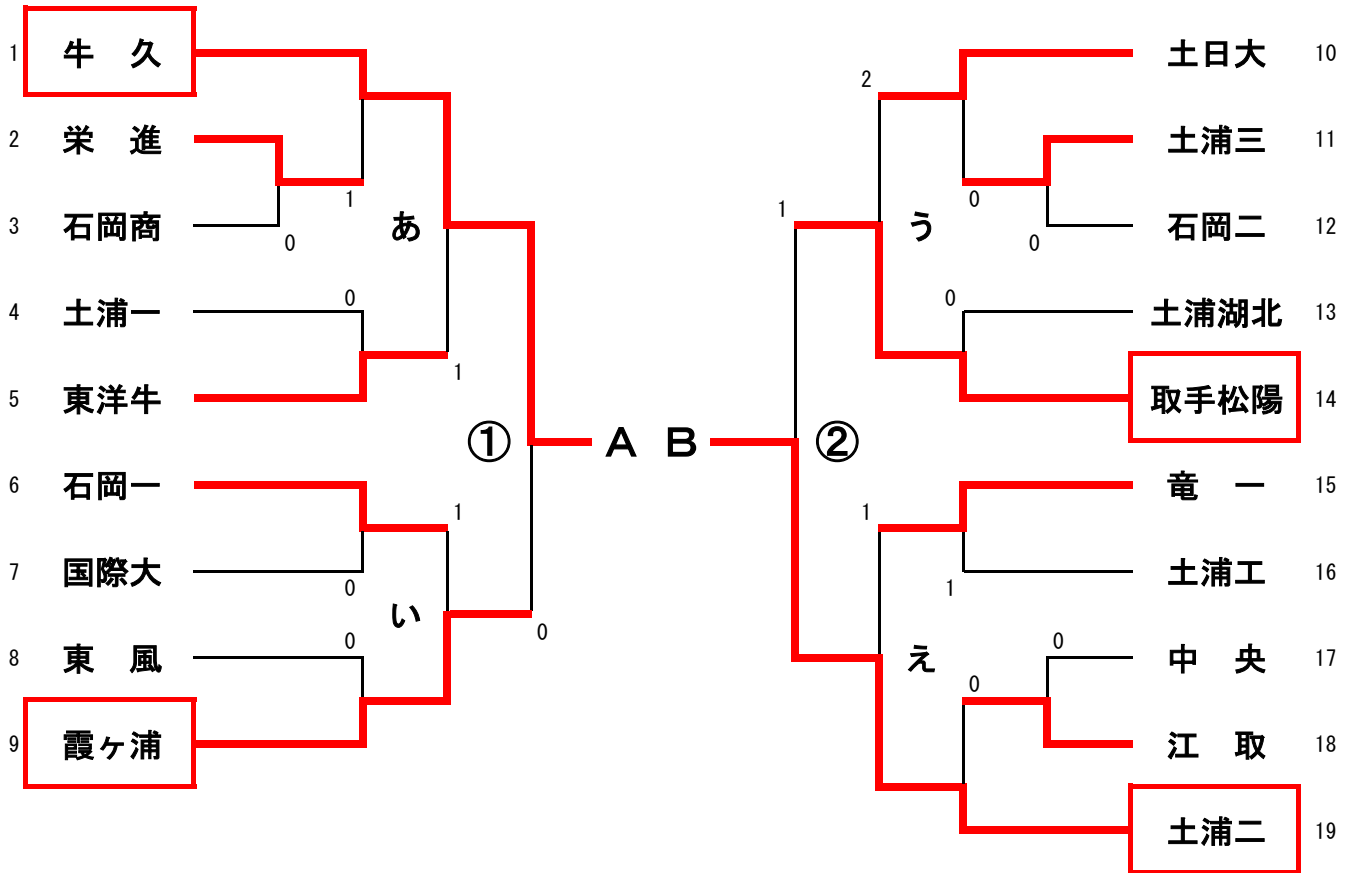 1 牛 久
2 栄 進
1
3 石岡商
0
あ
4 土浦一
0
5 東洋牛
1
① A
6 石岡一
1
7 国際大
0
い
0
8 東 風
0
9 霞ヶ浦
土日大 10
2
土浦三 11
0
石岡二 12
0
1
う
土浦湖北 13
0
取手松陽 14
B ②
竜 一 15
1
土浦工 16
1
え
中 央 17
0
0
江 取 18
土浦二 19